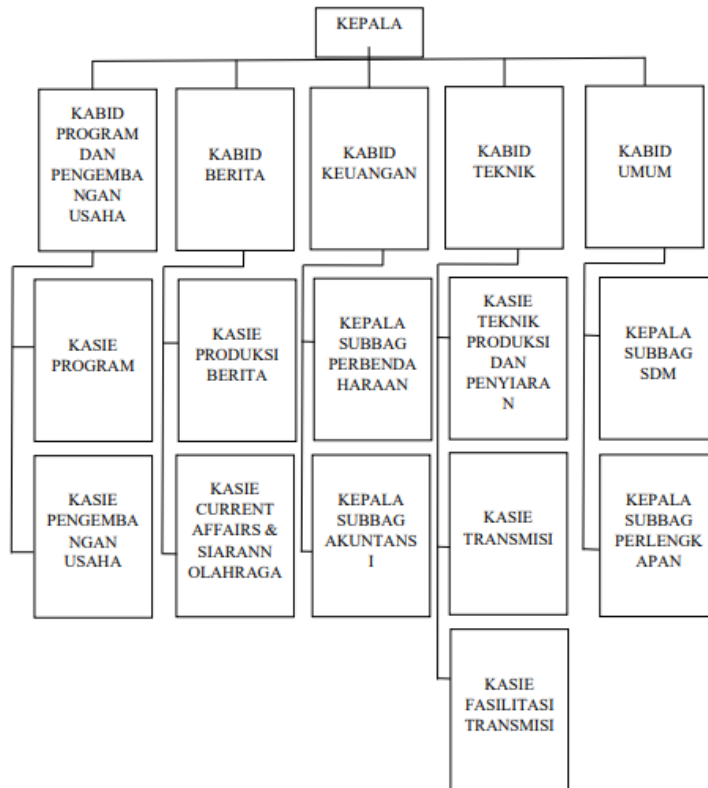 KEPALA
KABID
PROGRAM
DAN
PENGEMBA
NGAN
USAHA
KABID
BERITA
KABID
KEUANGAN
KABID
TEKNIK
KABID
UMUM
KASIE
PROGRAM
KASIE
PRODUKSI
BERITA
KEPALA
SUBBAG
PERBENDA
HARAAN
KASIE
TEKNIK
PRODUKSI
DAN
PENYIARA
N
KEPALA
SUBBAG
SDM
KASIE
PENGEMBA
NGAN
USAHA
KASIE
CURRENT
AFFAIRS &
SIARANN
OLAHRAGA
KEPALA
SUBBAG
AKUNTANS
I
KASIE
TRANSMISI
KEPALA
SUBBAG
PERLENGK
APAN
KASIE
FASILITASI
TRANSMISI